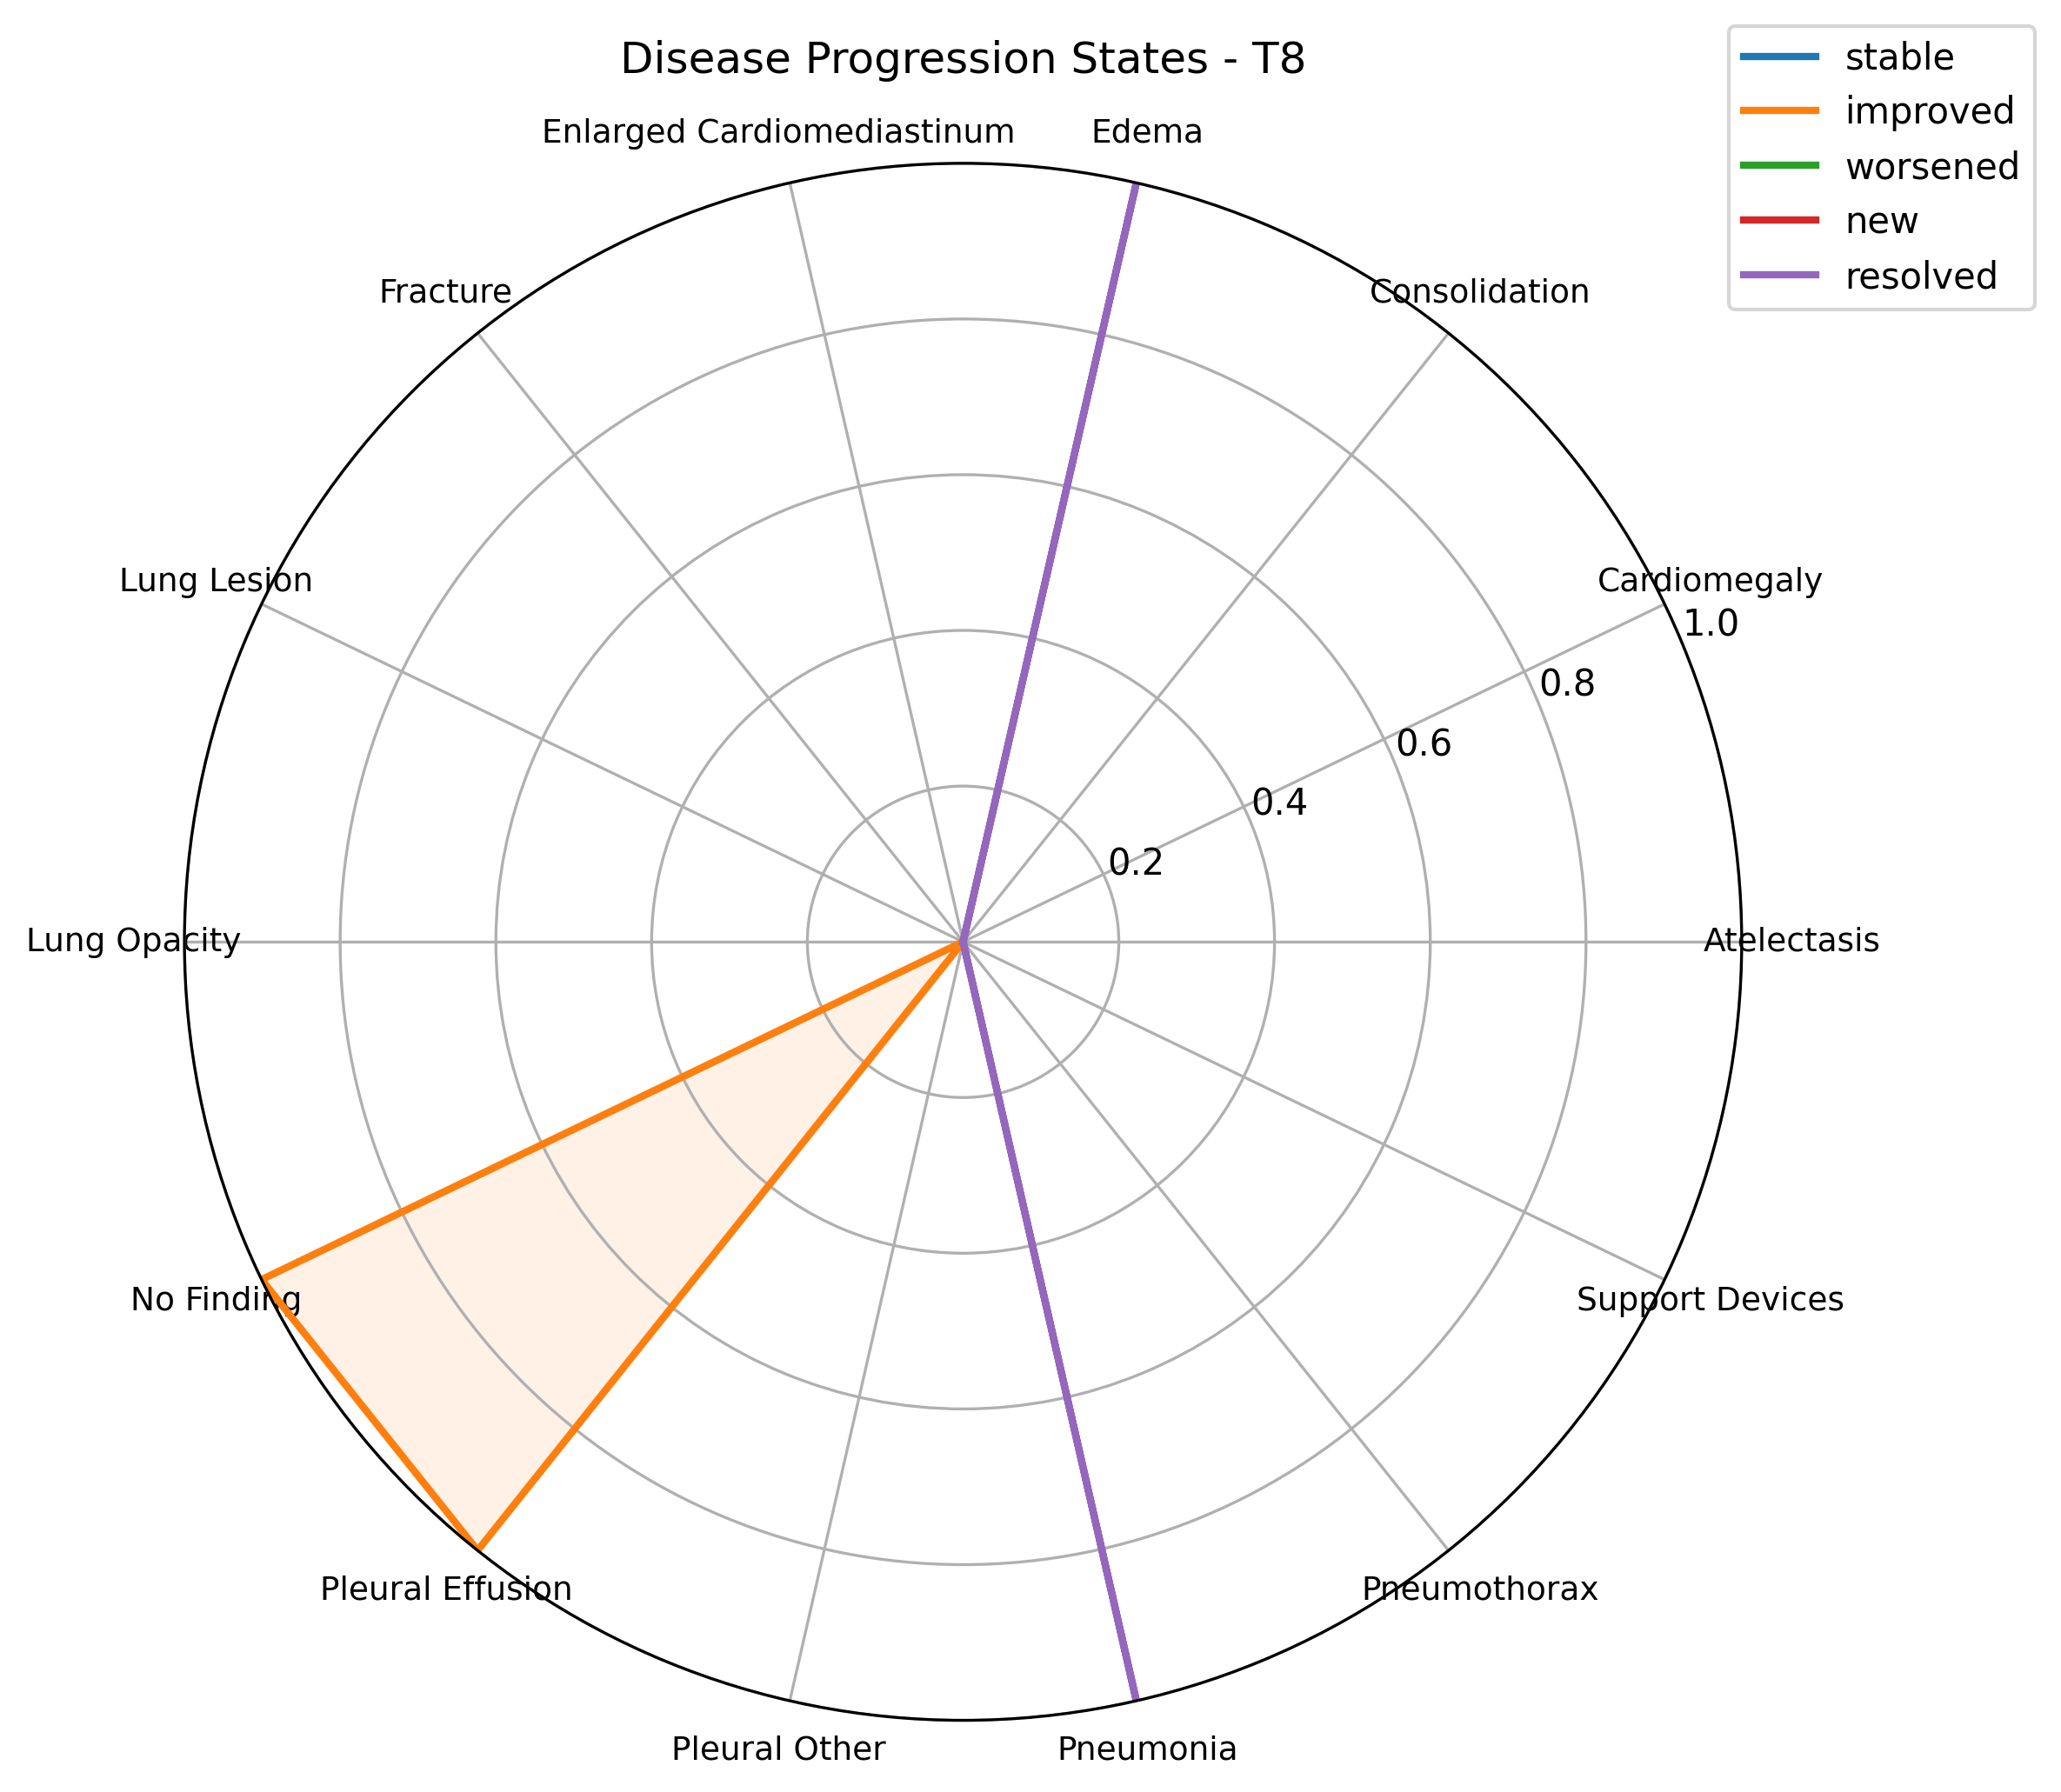 Disease Progression States - T8
stable
improved
worsened
new
resolved
Enlarged Cardiomediastinum
Edema
Fracture
Consolidation
Lung Lesion
Cardiomegaly
1.0
0.8
0.6
0.4
0.2
Lung Opacity
Atelectasis
No Finding
Support Devices
Pleural Effusion
Pneumothorax
Pleural Other
Pneumonia